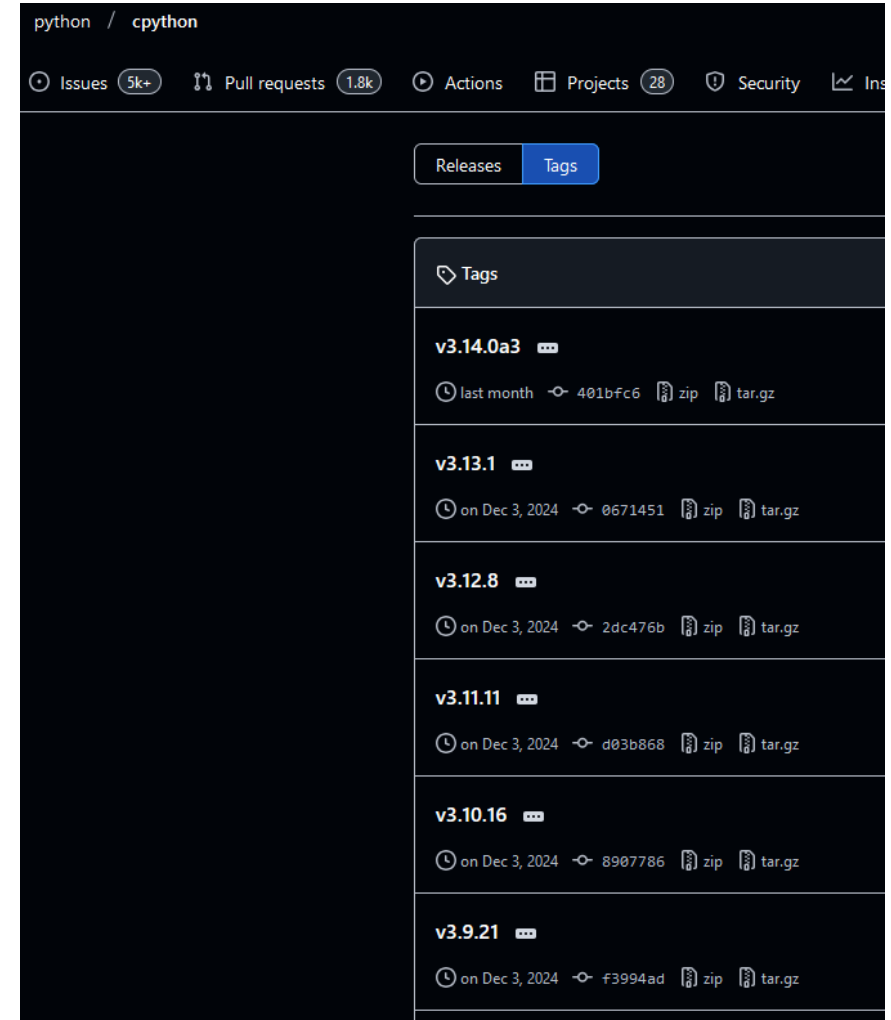 python / cpython
Issues 5k+ Pull requests 1.8k Actions Projects 28 Security Ins
Releases Tags
Tags
v3.14.0a3
last month 401bfc6 zip tar.gz
v3.13.1
on Dec 3, 2024 0671451 zip tar.gz
v3.12.8
on Dec 3, 2024 2dc476b zip tar.gz
v3.11.11
on Dec 3, 2024 d03b868 zip tar.gz
v3.10.16
on Dec 3, 2024 8907786 zip tar.gz
v3.9.21
on Dec 3, 2024 f3994ad zip tar.gz